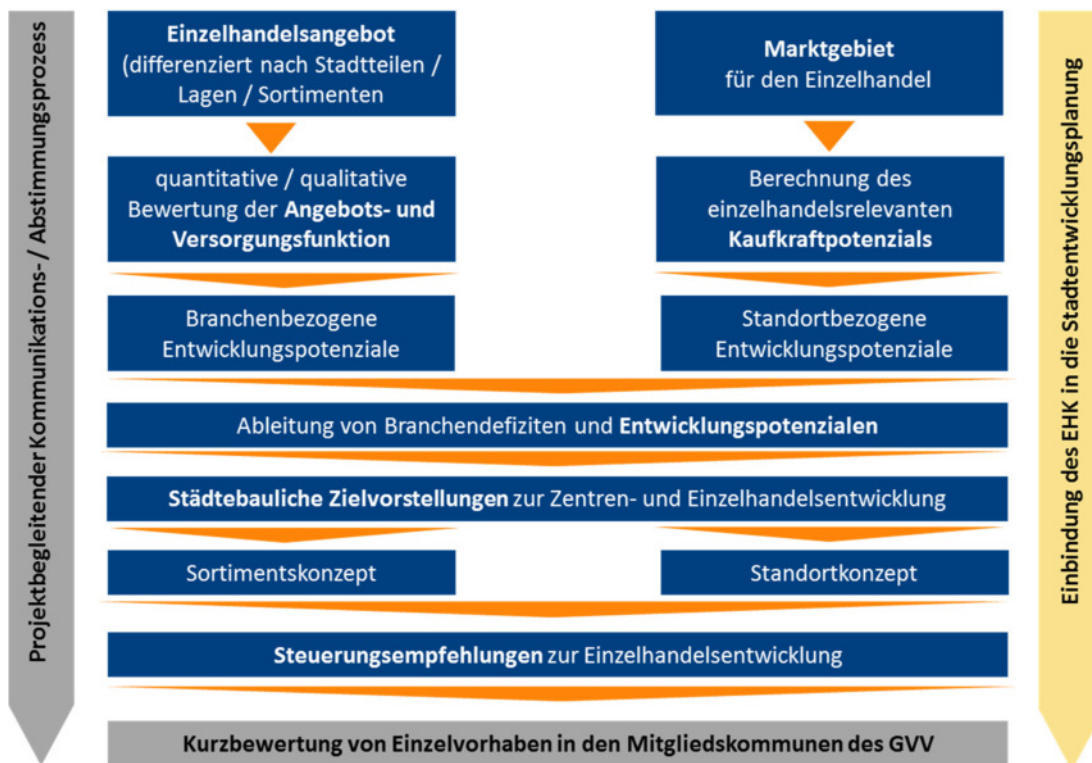 Projektbegleitender Kommunikations- / Abstimmungsprozess
Einzelhandelsangebot
(differenziert nach Stadtteilen /
Lagen / Sortimenten
Marktgebiet
für den Einzelhandel
quantitative / qualitative
Bewertung der Angebots- und
Versorgungsfunktion
Berechnung des
einzelhandelsrelevanten
Kaufkraftpotenzials
Branchenbezogene
Entwicklungspotenziale
Standortbezogene
Entwicklungspotenziale
Ableitung von Branchendefiziten und Entwicklungspotenzialen
Städtebauliche Zielvorstellungen zur Zentren- und Einzelhandelsentwicklung
Sortimentskonzept
Standortkonzept
Steuerungsempfehlungen zur Einzelhandelsentwicklung
Kurzbewertung von Einzelvorhaben in den Mitgliedskommunen des GVV
Einbindung des EHK in die Stadtentwicklungsplanung